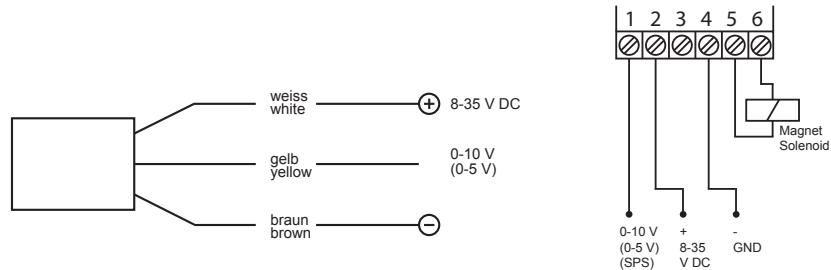 weiss
white
+ 8-35 V DC
gelb
yellow
0-10 V
(0-5 V)
braun
brown
-
1 2 3 4 5 6
Magnet
Solenoid
0-10 V
(0-5 V)
(SPS)
+
8-35
V DC
-
GND